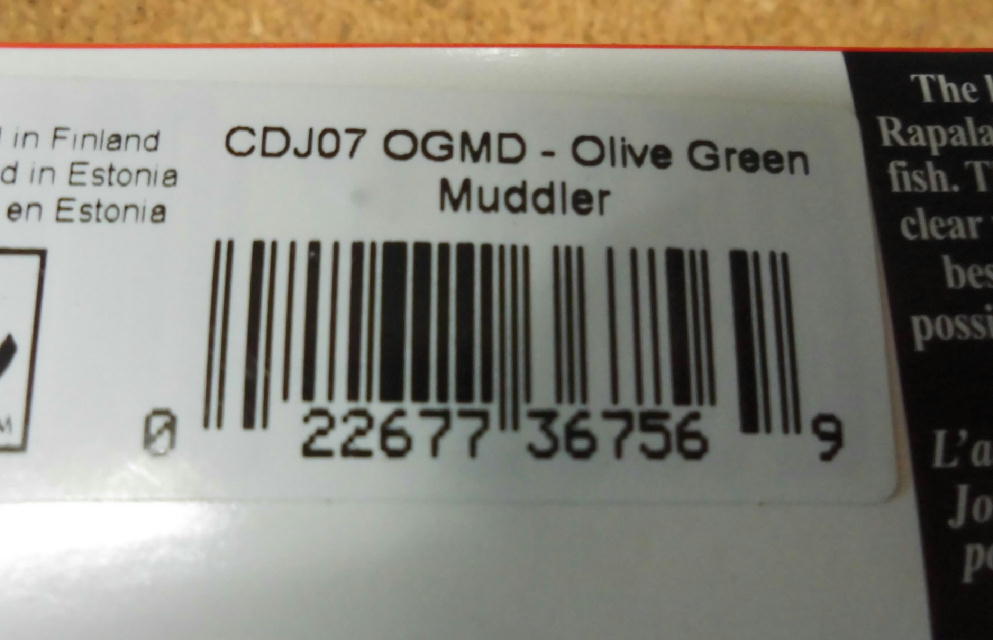 in Finland
d in Estonia
en Estonia
CDJ07 OGMD - Olive Green
Muddler
0 22677 36756 9
The
Rapala
fish. T
clear
bes
possi
L'a
Jo
po